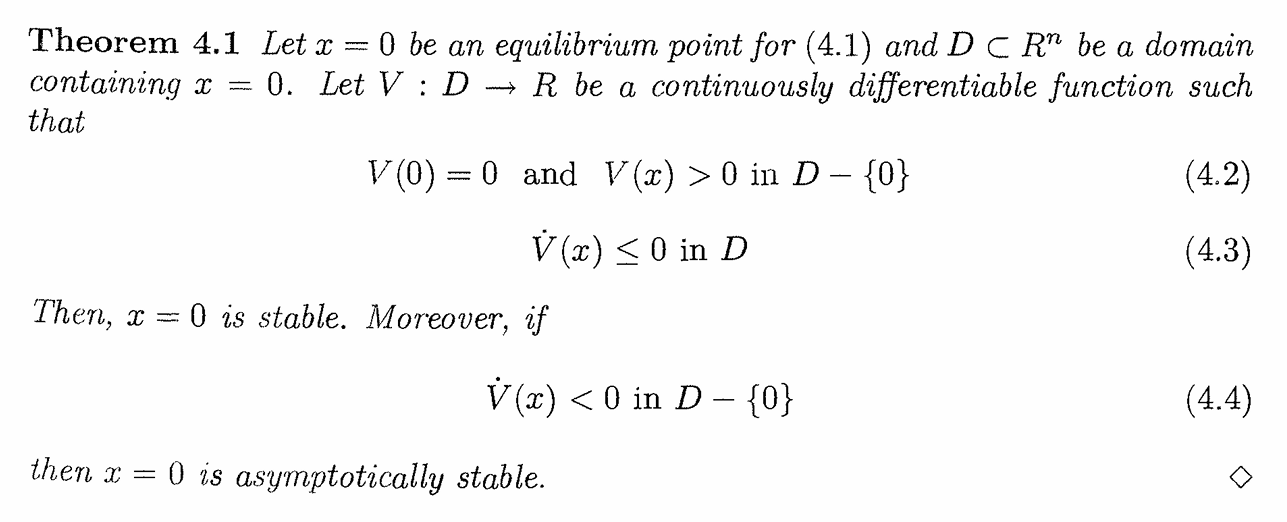 Theorem 4.1 Let x = 0 be an equilibrium point for (4.1) and D ⊂ Rⁿ be a domain
containing x = 0. Let V : D → R be a continuously differentiable function such
that
V(0) = 0 and V(x) > 0 in D − {0} (4.2)
V̇(x) ≤ 0 in D (4.3)
Then, x = 0 is stable. Moreover, if
V̇(x) < 0 in D − {0} (4.4)
then x = 0 is asymptotically stable. ◇